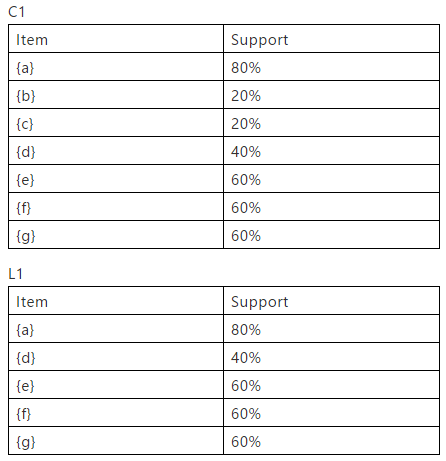 C1
Item Support
{a} 80%
{b} 20%
{c} 20%
{d} 40%
{e} 60%
{f} 60%
{g} 60%
L1
Item Support
{a} 80%
{d} 40%
{e} 60%
{f} 60%
{g} 60%